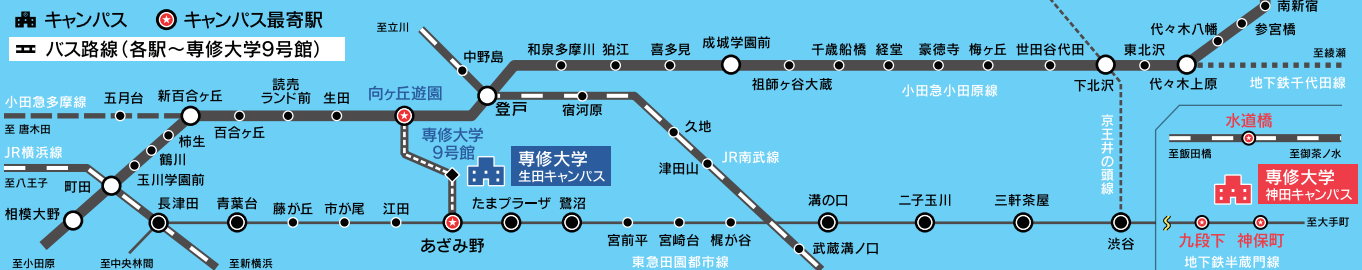 キャンパス
キャンパス最寄駅
バス路線（各駅～専修大学9号館）
至立川
中野島
和泉多摩川
狛江
喜多見
成城学園前
祖師ヶ谷大蔵
千歳船橋
経堂
豪徳寺
梅ヶ丘
世田谷代田
下北沢
東北沢
代々木上原
代々木八幡
参宮橋
南新宿
至綾瀬
地下鉄千代田線
小田急小田原線
小田急多摩線
至 唐木田
五月台
新百合ヶ丘
百合ヶ丘
読売
ランド前
生田
向ヶ丘遊園
登戸
宿河原
久地
津田山
JR南武線
武蔵溝ノ口
柿生
鶴川
玉川学園前
町田
相模大野
至小田原
JR横浜線
至八王子
長津田
至中央林間
至新横浜
青葉台
藤が丘
市が尾
江田
あざみ野
たまプラーザ
鷺沼
宮前平
宮崎台
梶が谷
溝の口
二子玉川
三軒茶屋
渋谷
東急田園都市線
京王井の頭線
専修大学
9号館
専修大学
生田キャンパス
水道橋
至飯田橋
至御茶ノ水
専修大学
神田キャンパス
九段下
神保町
至大手町
地下鉄半蔵門線